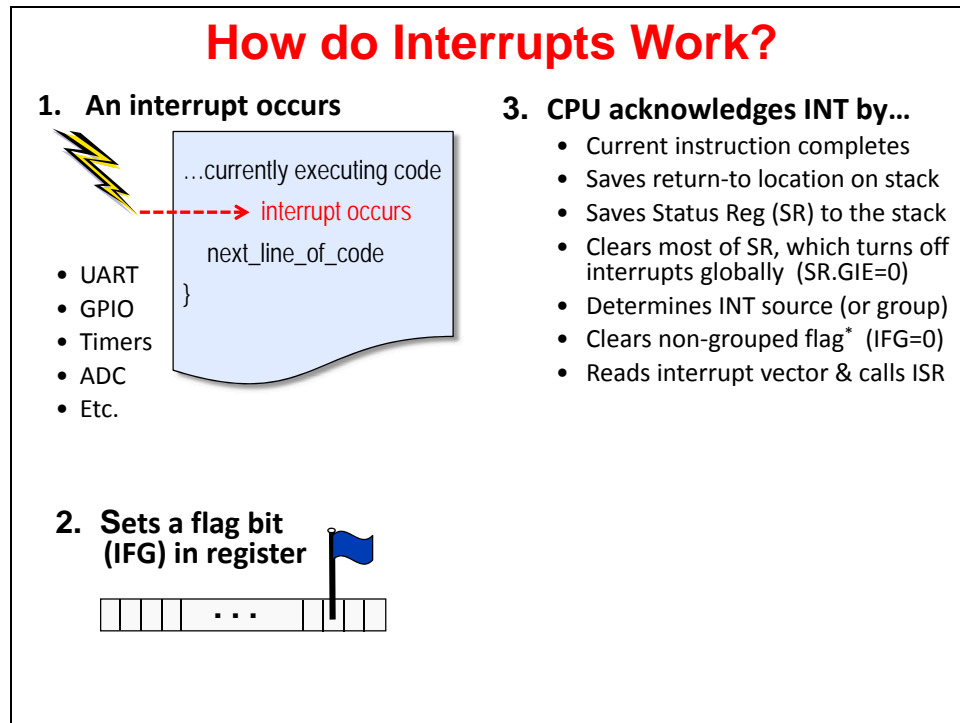 How do Interrupts Work?
1. An interrupt occurs
…currently executing code
interrupt occurs
next_line_of_code
}
• UART
• GPIO
• Timers
• ADC
• Etc.
2. Sets a flag bit
(IFG) in register
. . .
3. CPU acknowledges INT by…
• Current instruction completes
• Saves return-to location on stack
• Saves Status Reg (SR) to the stack
• Clears most of SR, which turns off
interrupts globally (SR.GIE=0)
• Determines INT source (or group)
• Clears non-grouped flag* (IFG=0)
• Reads interrupt vector & calls ISR